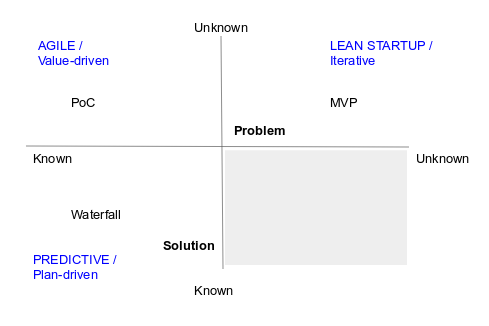 Unknown
AGILE /
Value-driven
LEAN STARTUP /
Iterative
PoC
MVP
Problem
Known
Unknown
Waterfall
Solution
PREDICTIVE /
Plan-driven
Known